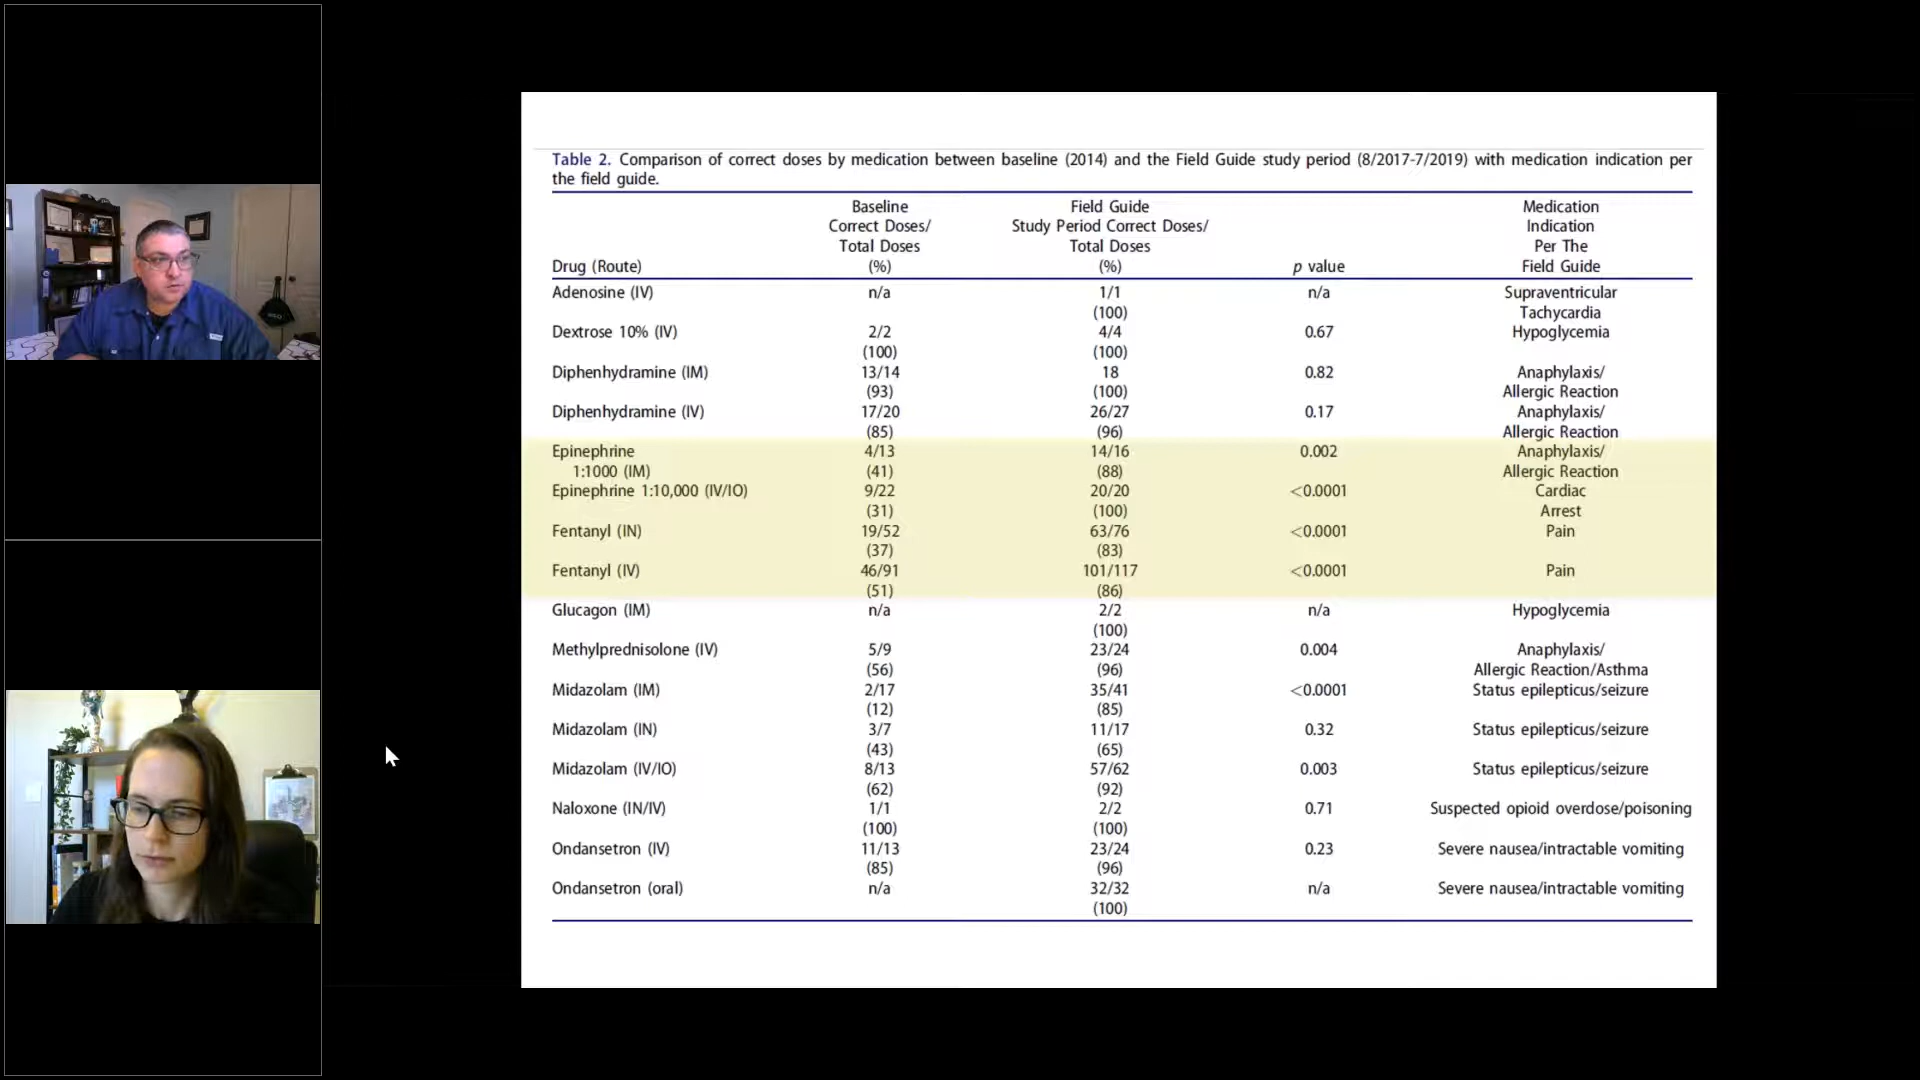 Table 2. Comparison of correct doses by medication between baseline (2014) and the Field Guide study period (8/2017-7/2019) with medication indication per
the field guide.
Baseline Field Guide Medication
Correct Doses/ Study Period Correct Doses/ Indication
Total Doses Total Doses Per The
Drug (Route) (%) (%) p value Field Guide
Adenosine (IV) n/a 1/1 n/a Supraventricular
(100) Tachycardia
Dextrose 10% (IV) 2/2 4/4 0.67 Hypoglycemia
(100) (100)
Diphenhydramine (IM) 13/14 18 0.82 Anaphylaxis/
(93) (100) Allergic Reaction
Diphenhydramine (IV) 17/20 26/27 0.17 Anaphylaxis/
(85) (96) Allergic Reaction
Epinephrine 4/13 14/16 0.002 Anaphylaxis/
1:1000 (IM) (41) (88) Allergic Reaction
Epinephrine 1:10,000 (IV/IO) 9/22 20/20 <0.0001 Cardiac
(31) (100) Arrest
Fentanyl (IN) 19/52 63/76 <0.0001 Pain
(37) (83)
Fentanyl (IV) 46/91 101/117 <0.0001 Pain
(51) (86)
Glucagon (IM) n/a 2/2 n/a Hypoglycemia
(100)
Methylprednisolone (IV) 5/9 23/24 0.004 Anaphylaxis/
(56) (96) Allergic Reaction/Asthma
Midazolam (IM) 2/17 35/41 <0.0001 Status epilepticus/seizure
(12) (85)
Midazolam (IN) 3/7 11/17 0.32 Status epilepticus/seizure
(43) (65)
Midazolam (IV/IO) 8/13 57/62 0.003 Status epilepticus/seizure
(62) (92)
Naloxone (IN/IV) 1/1 2/2 0.71 Suspected opioid overdose/poisoning
(100) (100)
Ondansetron (IV) 11/13 23/24 0.23 Severe nausea/intractable vomiting
(85) (96)
Ondansetron (oral) n/a 32/32 n/a Severe nausea/intractable vomiting
(100)